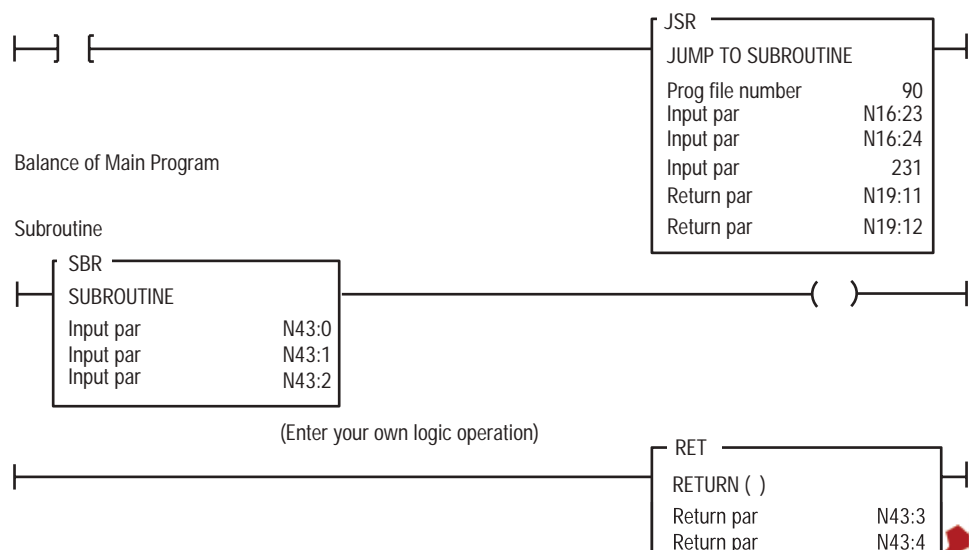 JSR
JUMP TO SUBROUTINE
Prog file number 90
Input par N16:23
Input par N16:24
Input par 231
Return par N19:11
Return par N19:12
Balance of Main Program
Subroutine
SBR
SUBROUTINE
Input par N43:0
Input par N43:1
Input par N43:2
(Enter your own logic operation)
RET
RETURN ( )
Return par N43:3
Return par N43:4